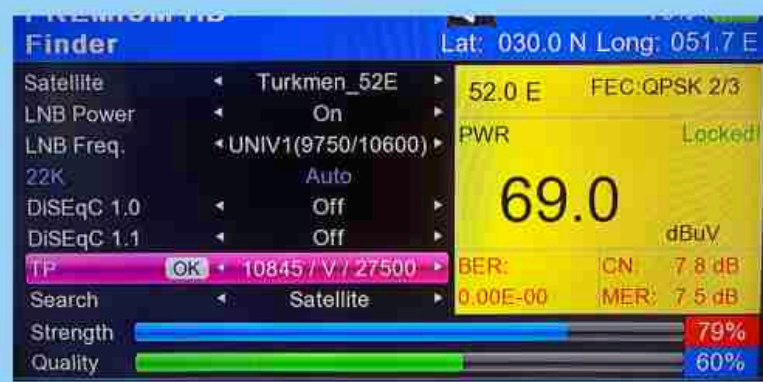 PREMIUM HD
Finder
Lat: 030.0 N Long: 051.7 E
Satellite ◂ Turkmen_52E ▸
LNB Power ◂ On ▸
LNB Freq. ◂ UNIV1(9750/10600) ▸
22K Auto
DiSEqC 1.0 ◂ Off ▸
DiSEqC 1.1 ◂ Off ▸
TP OK ◂ 10845 / V / 27500 ▸
Search ◂ Satellite ▸
52.0 E FEC:QPSK 2/3
PWR Locked!
69.0
dBuV
BER: CN: 7.8 dB
0.00E-00 MER: 7.5 dB
Strength 79%
Quality 60%